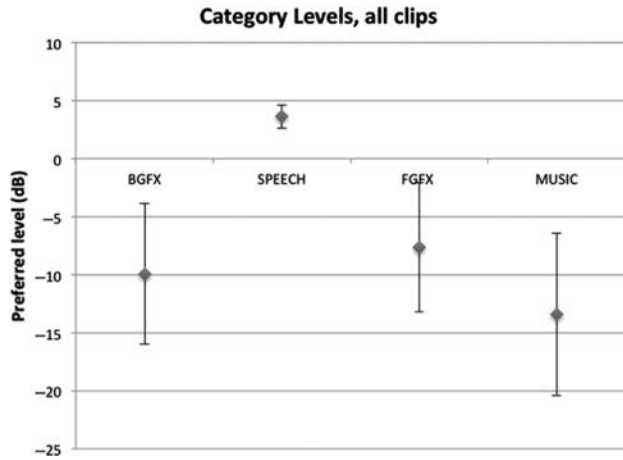 Category Levels, all clips
Preferred level (dB)
10
5
0
BGFX SPEECH FGFX MUSIC
−5
−10
−15
−20
−25